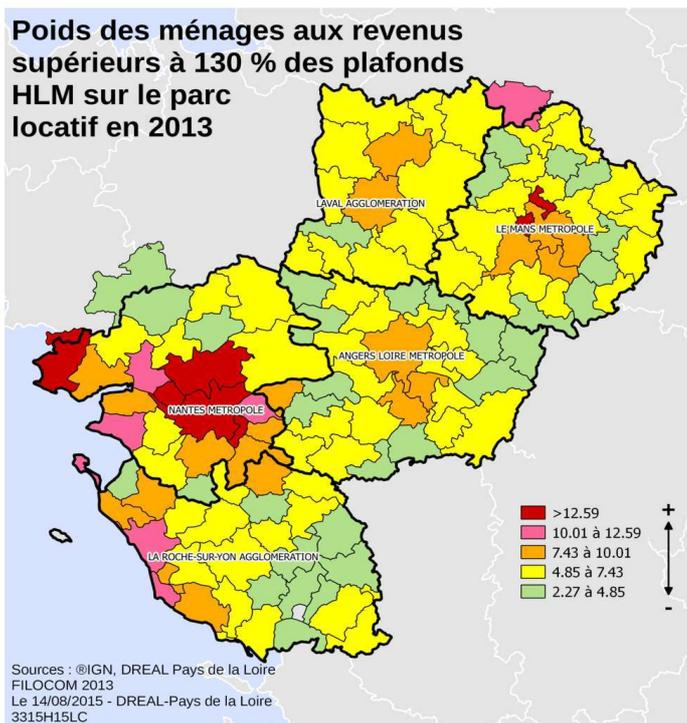 Poids des ménages aux revenus
supérieurs à 130 % des plafonds
HLM sur le parc
locatif en 2013
LAVAL AGGLOMERATION
LE MANS METROPOLE
ANGERS LOIRE METROPOLE
NANTES METROPOLE
LA ROCHE-SUR-YON AGGLOMERATION
>12.59
10.01 à 12.59
7.43 à 10.01
4.85 à 7.43
2.27 à 4.85
+
-
Sources : ®IGN, DREAL Pays de la Loire
FILOCOM 2013
Le 14/08/2015 - DREAL-Pays de la Loire
3315H15LC